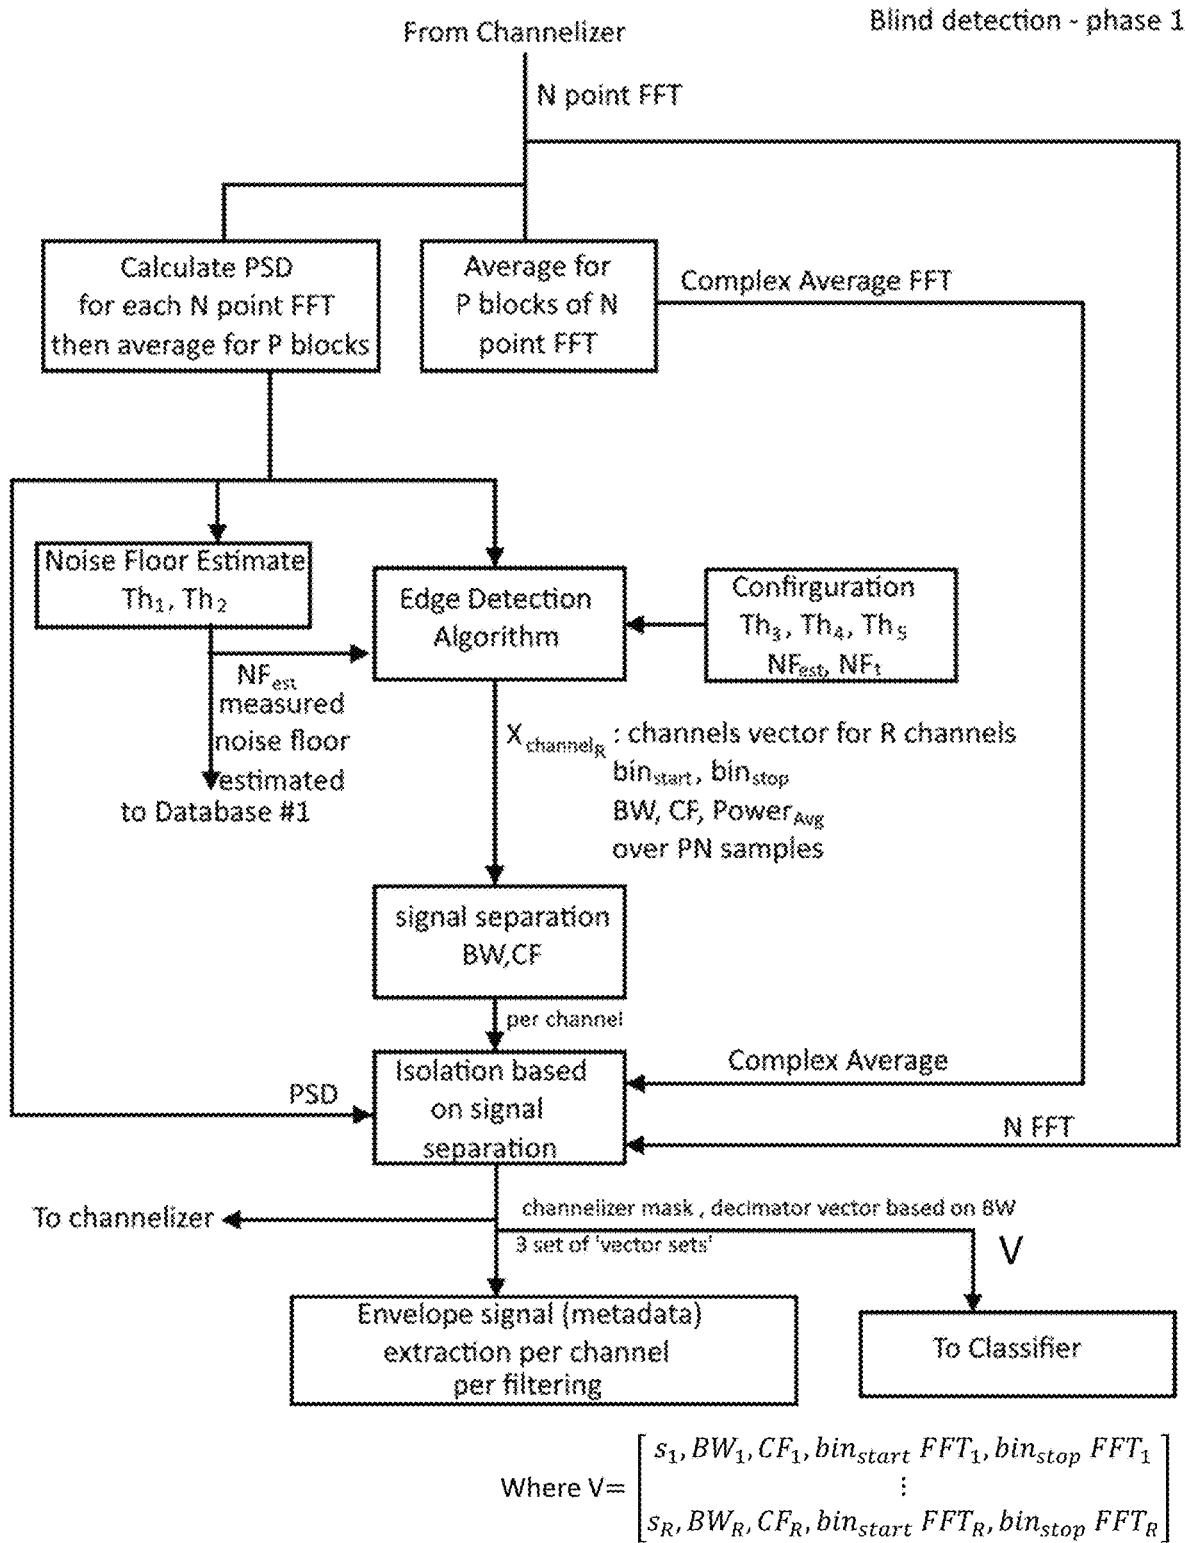 Blind detection - phase 1
From Channelizer
N point FFT
Calculate PSD
for each N point FFT
then average for P blocks
Average for
P blocks of N
point FFT
Complex Average FFT
Noise Floor Estimate
Th₁, Th₂
Edge Detection
Algorithm
Confirguration
Th₃, Th₄, Th₅
NFest, NFt
NFest
measured
noise floor
estimated
to Database #1
XchannelR : channels vector for R channels
binstart, binstop
BW, CF, PowerAvg
over PN samples
signal separation
BW,CF
per channel
Isolation based
on signal
separation
PSD
Complex Average
N FFT
To channelizer
channelizer mask , decimator vector based on BW
3 set of 'vector sets'
V
Envelope signal (metadata)
extraction per channel
per filtering
To Classifier
s₁, BW₁, CF₁, binstart FFT₁, binstop FFT₁
Where V=
⋮
sR, BWR, CFR, binstart FFTR, binstop FFTR